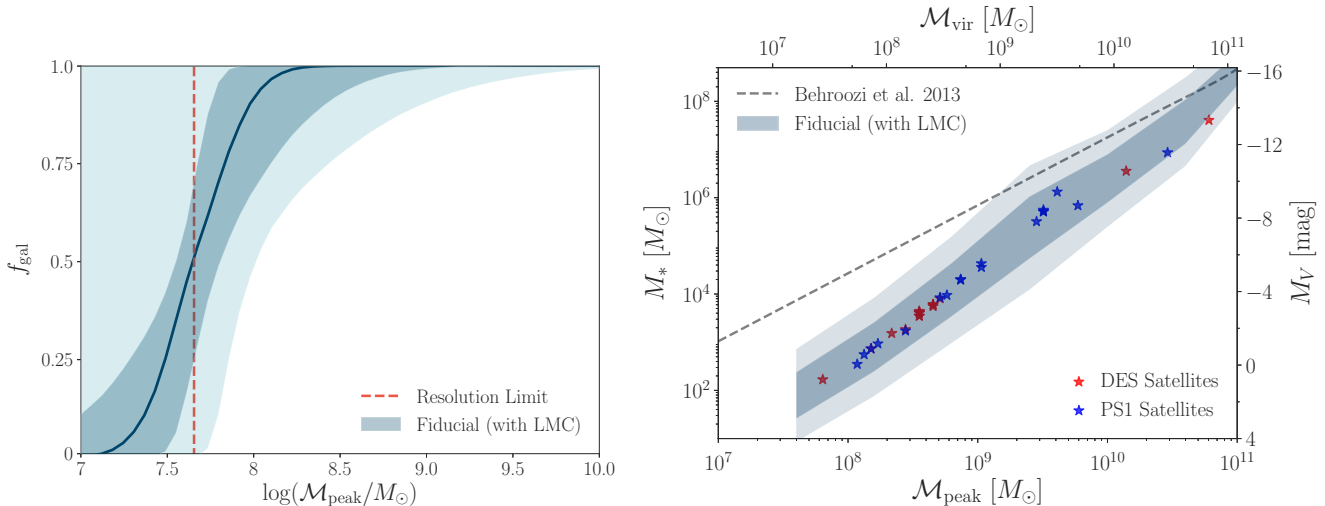 1.0
0.75
0.5
0.25
0
f_gal
7
7.5
8
8.5
9.0
9.5
10.0
log(M_peak/M_⊙)
Resolution Limit
Fiducial (with LMC)
M_vir [M_⊙]
10^7
10^8
10^9
10^10
10^11
Behroozi et al. 2013
Fiducial (with LMC)
10^8
10^6
10^4
10^2
M_* [M_⊙]
−16
−12
−8
−4
0
4
M_V [mag]
DES Satellites
PS1 Satellites
10^7
10^8
10^9
10^10
10^11
M_peak [M_⊙]